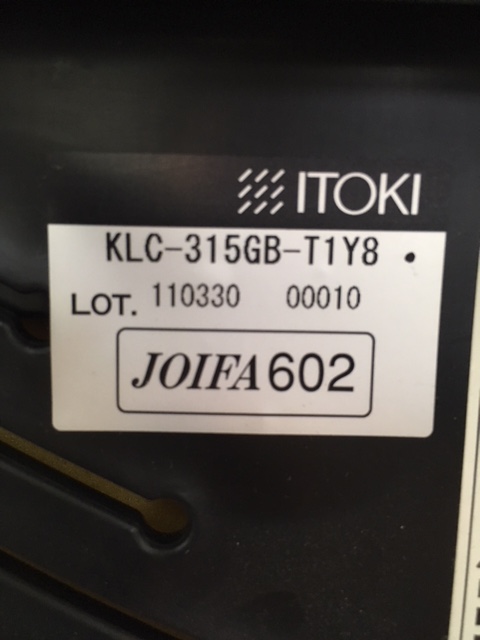 ITOKI
KLC-315GB-T1Y8 •
LOT. 110330 00010
JOIFA 602